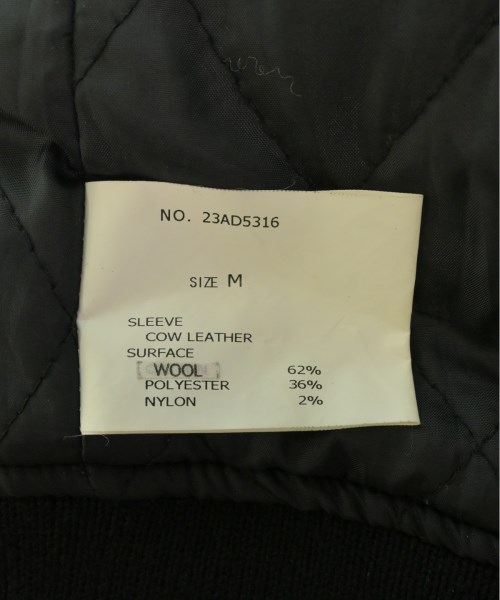 NO. 23AD5316
SIZE M
SLEEVE
COW LEATHER
SURFACE
WOOL 62%
POLYESTER 36%
NYLON 2%